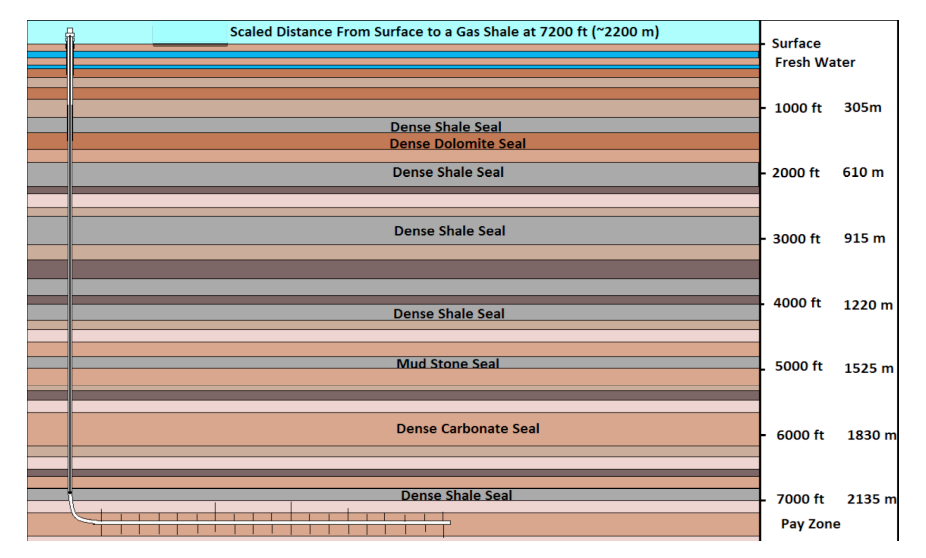 Scaled Distance From Surface to a Gas Shale at 7200 ft (~2200 m)
Surface
Fresh Water
1000 ft 305m
Dense Shale Seal
Dense Dolomite Seal
Dense Shale Seal
2000 ft 610 m
Dense Shale Seal
3000 ft 915 m
4000 ft 1220 m
Dense Shale Seal
Mud Stone Seal
5000 ft 1525 m
Dense Carbonate Seal
6000 ft 1830 m
Dense Shale Seal
7000 ft 2135 m
Pay Zone